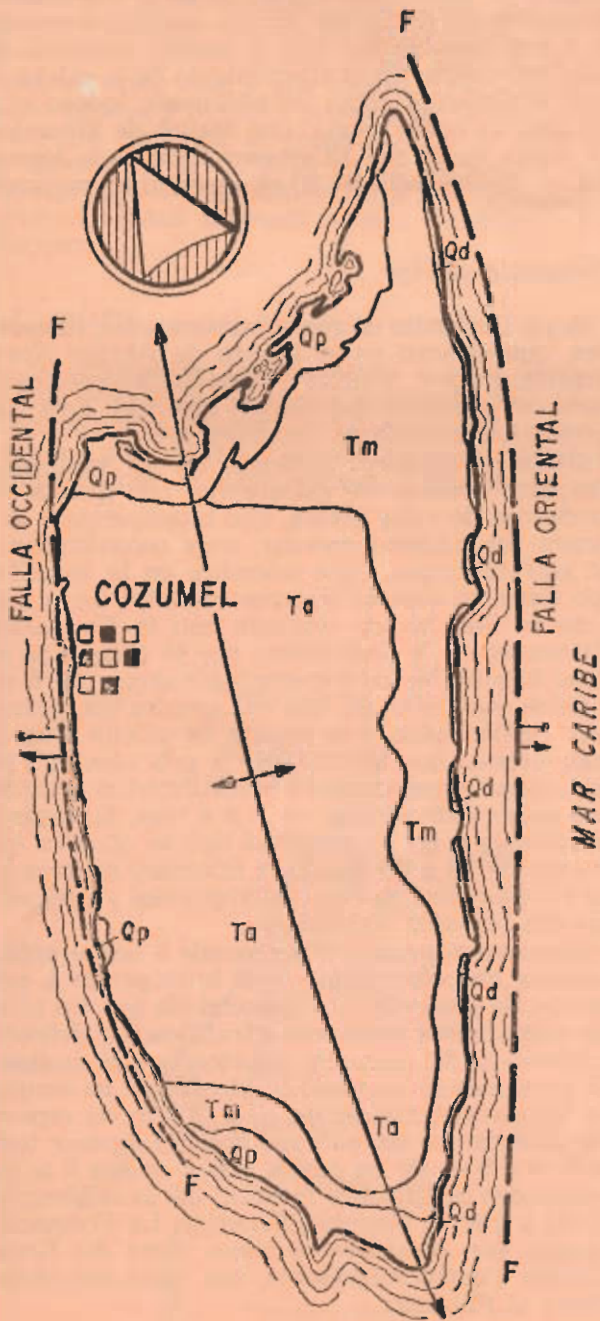 F
Qd
F
Qp
FALLA OCCIDENTAL
Tm
Qp
FALLA ORIENTAL
Qd
COZUMEL
Ta
MAR CARIBE
Qd
Tm
Qp
Ta
Qd
Tm
Ta
Qp
F
Qd
F